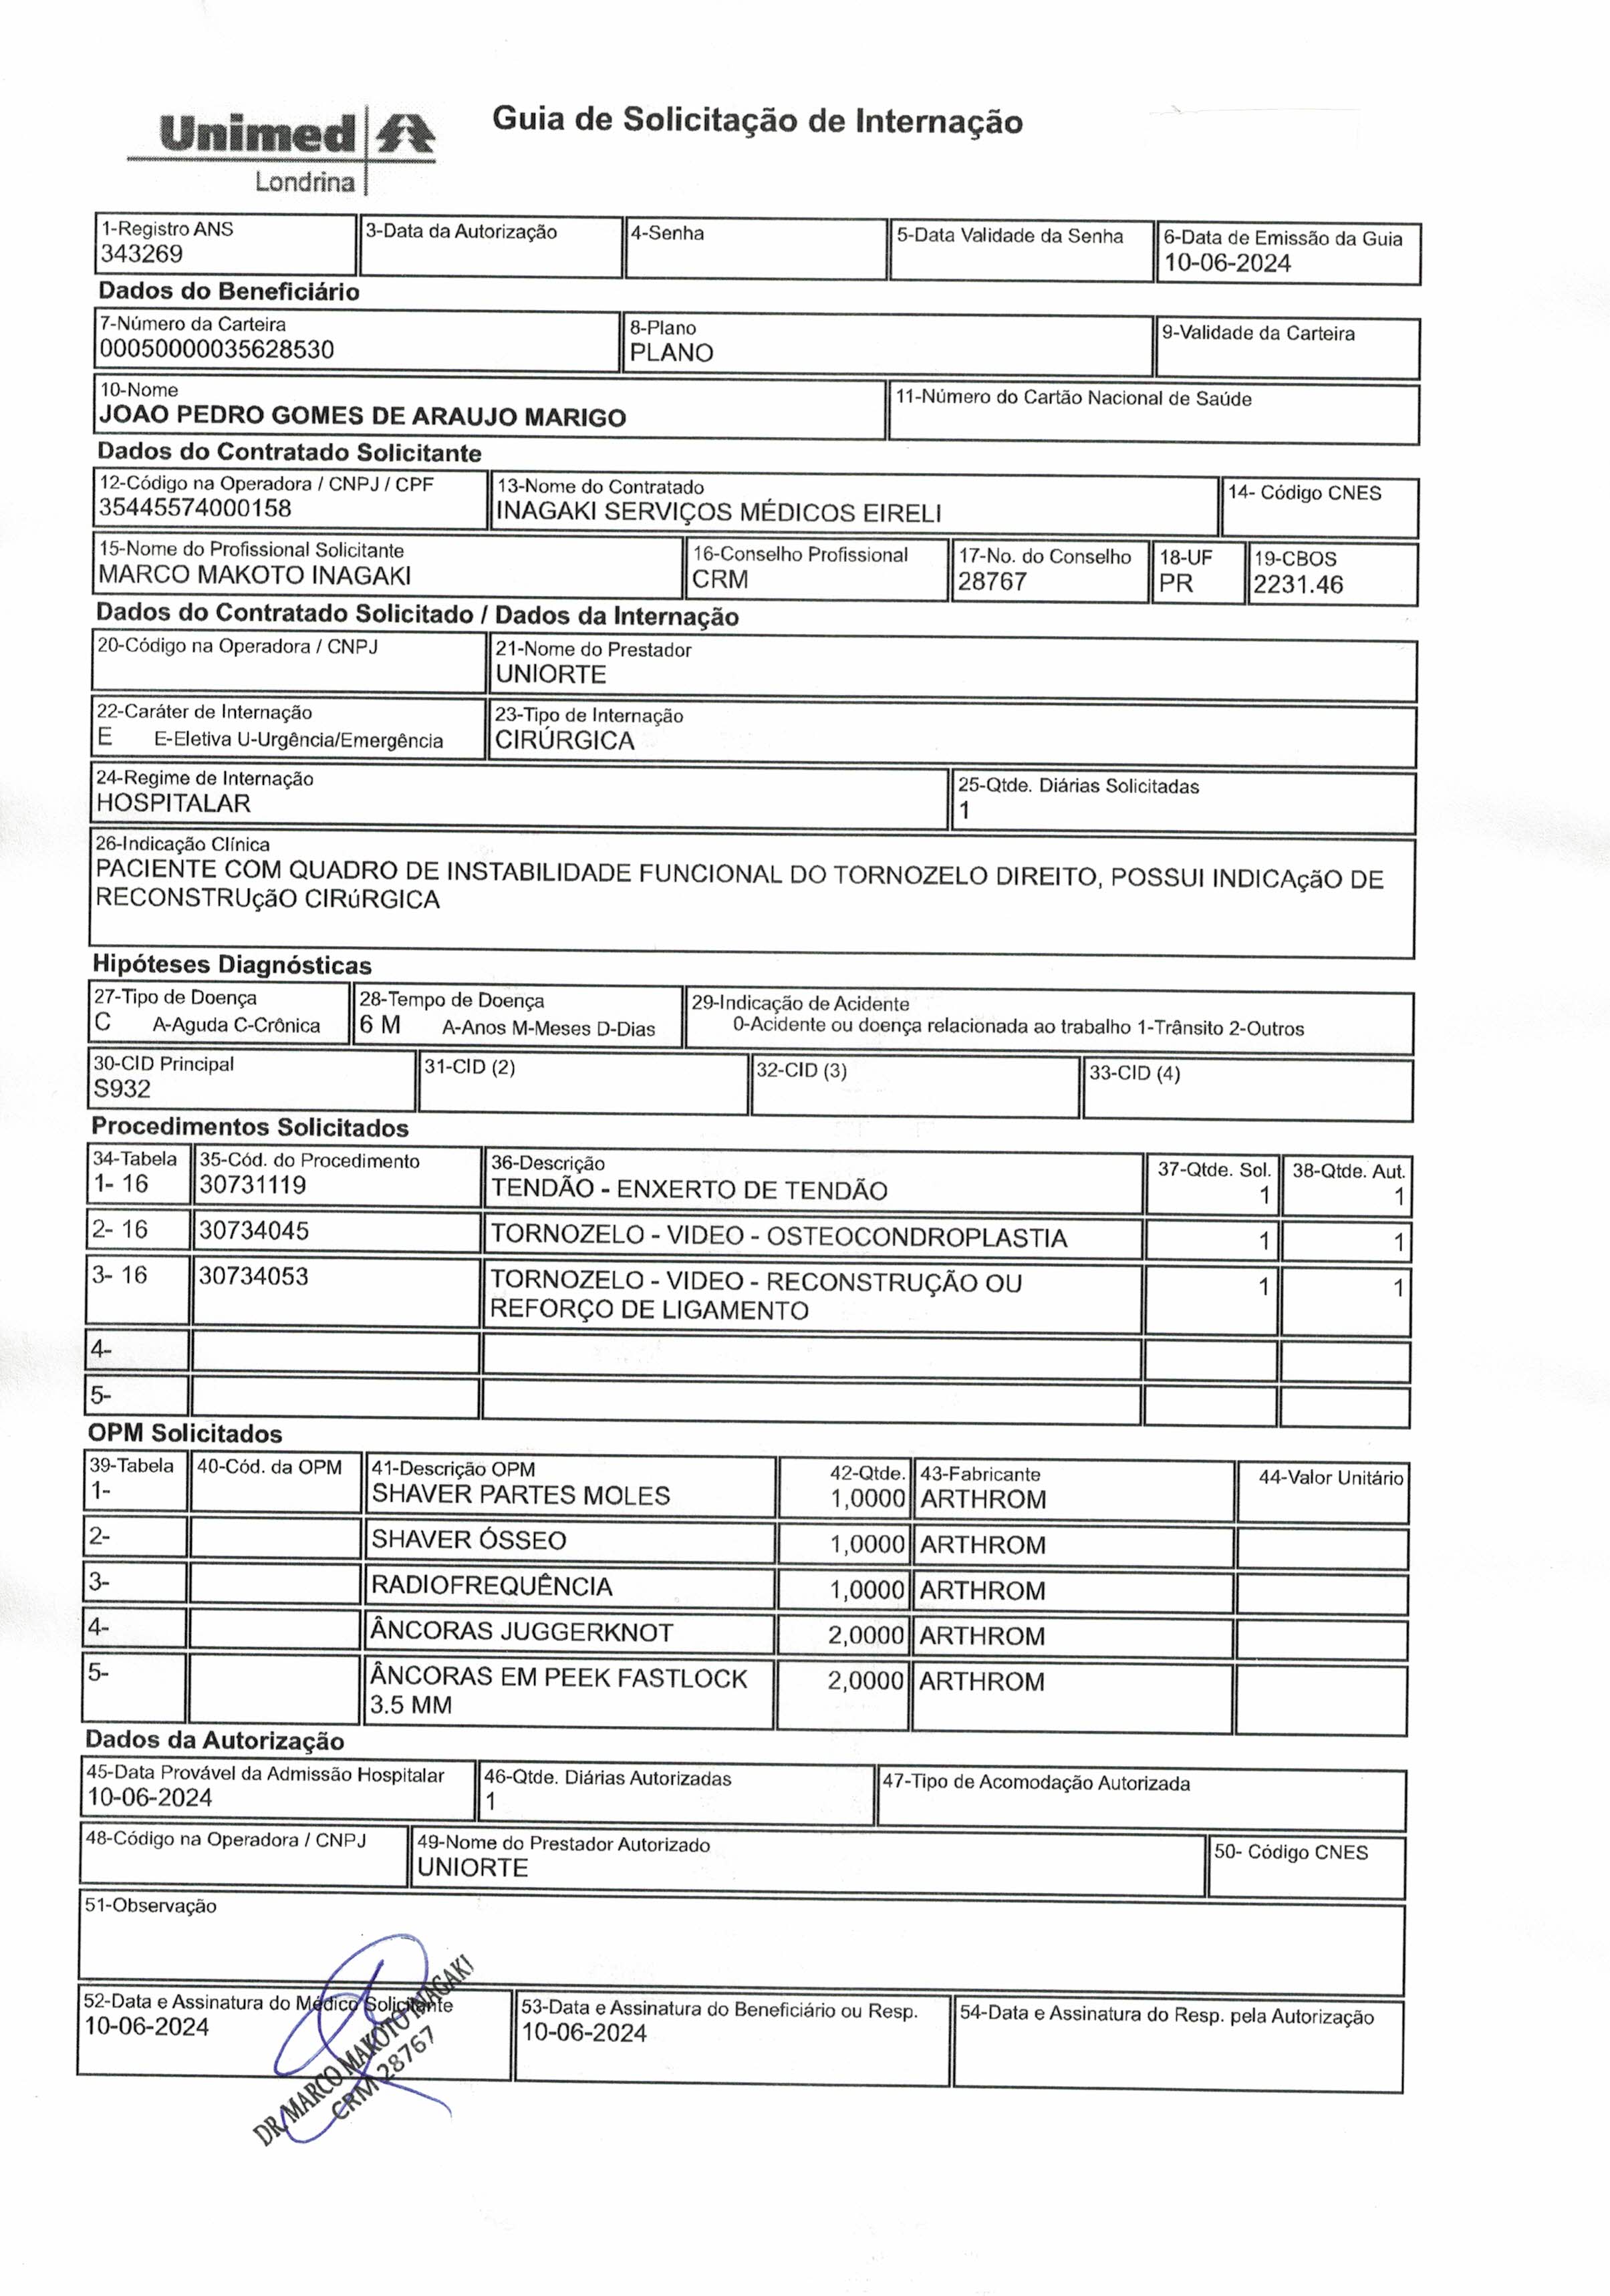 Unimed
Londrina
Guia de Solicitação de Internação
1-Registro ANS
343269
3-Data da Autorização
4-Senha
5-Data Validade da Senha
6-Data de Emissão da Guia
10-06-2024
Dados do Beneficiário
7-Número da Carteira
00050000035628530
8-Plano
PLANO
9-Validade da Carteira
10-Nome
JOAO PEDRO GOMES DE ARAUJO MARIGO
11-Número do Cartão Nacional de Saúde
Dados do Contratado Solicitante
12-Código na Operadora / CNPJ / CPF
35445574000158
13-Nome do Contratado
INAGAKI SERVIÇOS MÉDICOS EIRELI
14- Código CNES
15-Nome do Profissional Solicitante
MARCO MAKOTO INAGAKI
16-Conselho Profissional
CRM
17-No. do Conselho
28767
18-UF
PR
19-CBOS
2231.46
Dados do Contratado Solicitado / Dados da Internação
20-Código na Operadora / CNPJ
21-Nome do Prestador
UNIORTE
22-Caráter de Internação
E E-Eletiva U-Urgência/Emergência
23-Tipo de Internação
CIRÚRGICA
24-Regime de Internação
HOSPITALAR
25-Qtde. Diárias Solicitadas
1
26-Indicação Clínica
PACIENTE COM QUADRO DE INSTABILIDADE FUNCIONAL DO TORNOZELO DIREITO, POSSUI INDICAçãO DE
RECONSTRUçãO CIRúRGICA
Hipóteses Diagnósticas
27-Tipo de Doença
C A-Aguda C-Crônica
28-Tempo de Doença
6 M A-Anos M-Meses D-Dias
29-Indicação de Acidente
0-Acidente ou doença relacionada ao trabalho 1-Trânsito 2-Outros
30-CID Principal
S932
31-CID (2)
32-CID (3)
33-CID (4)
Procedimentos Solicitados
34-Tabela 35-Cód. do Procedimento 36-Descrição 37-Qtde. Sol. 38-Qtde. Aut.
1- 16 30731119 TENDÃO - ENXERTO DE TENDÃO 1 1
2- 16 30734045 TORNOZELO - VIDEO - OSTEOCONDROPLASTIA 1 1
3- 16 30734053 TORNOZELO - VIDEO - RECONSTRUÇÃO OU 1 1
REFORÇO DE LIGAMENTO
4-
5-
OPM Solicitados
39-Tabela 40-Cód. da OPM 41-Descrição OPM 42-Qtde. 43-Fabricante 44-Valor Unitário
1- SHAVER PARTES MOLES 1,0000 ARTHROM
2- SHAVER ÓSSEO 1,0000 ARTHROM
3- RADIOFREQUÊNCIA 1,0000 ARTHROM
4- ÂNCORAS JUGGERKNOT 2,0000 ARTHROM
5- ÂNCORAS EM PEEK FASTLOCK 2,0000 ARTHROM
3.5 MM
Dados da Autorização
45-Data Provável da Admissão Hospitalar
10-06-2024
46-Qtde. Diárias Autorizadas
1
47-Tipo de Acomodação Autorizada
48-Código na Operadora / CNPJ
49-Nome do Prestador Autorizado
UNIORTE
50- Código CNES
51-Observação
52-Data e Assinatura do Médico Solicitante
10-06-2024
53-Data e Assinatura do Beneficiário ou Resp.
10-06-2024
54-Data e Assinatura do Resp. pela Autorização
DR. MARCO MAKOTO INAGAKI
CRM 28767